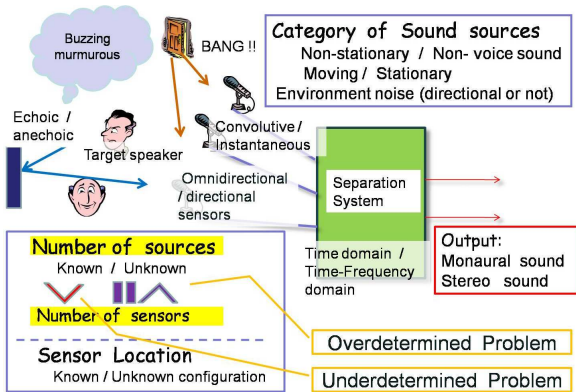 Buzzing
murmurous
BANG !!
Category of Sound sources
Non-stationary / Non- voice sound
Moving / Stationary
Environment noise (directional or not)
Echoic /
anechoic
Target speaker
Convolutive /
Instantaneous
Omnidirectional
/ directional
sensors
Separation
System
Time domain /
Time-Frequency
domain
Output:
Monaural sound
Stereo sound
Number of sources
Known / Unknown
Number of sensors
Sensor Location
Known / Unknown configuration
Overdetermined Problem
Underdetermined Problem